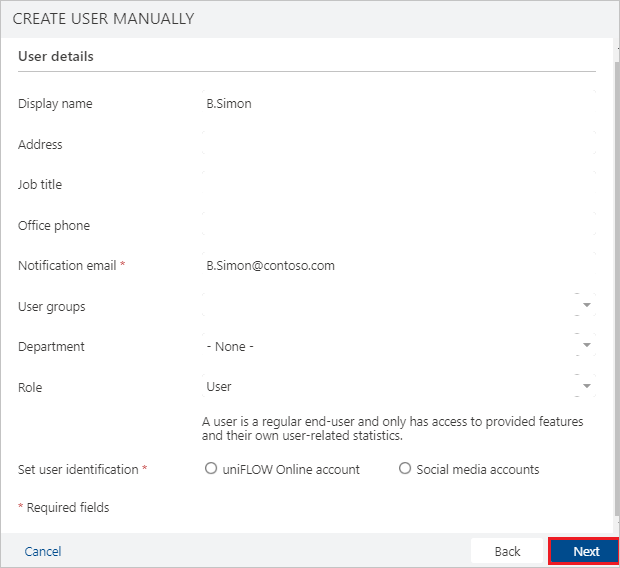 CREATE USER MANUALLY
User details
Display name B.Simon
Address
Job title
Office phone
Notification email * B.Simon@contoso.com
User groups
Department - None -
Role User
A user is a regular end-user and only has access to provided features
and their own user-related statistics.
Set user identification * uniFLOW Online account Social media accounts
* Required fields
Cancel Back Next